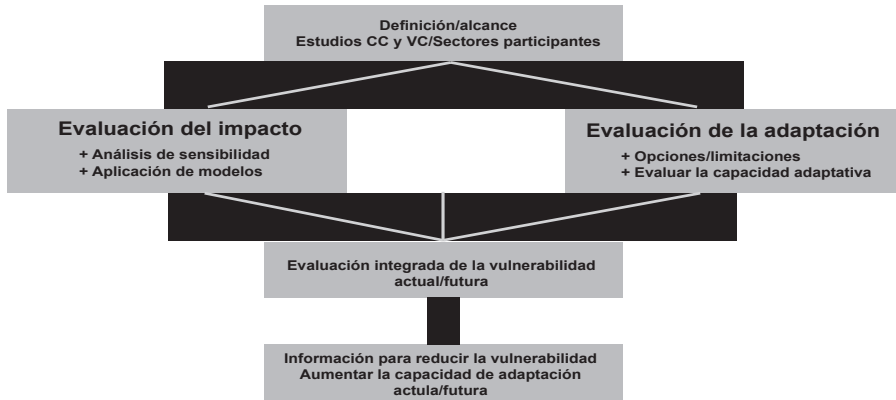 Definición/alcance
Estudios CC y VC/Sectores participantes
Evaluación del impacto
+ Análisis de sensibilidad
+ Aplicación de modelos
Evaluación de la adaptación
+ Opciones/limitaciones
+ Evaluar la capacidad adaptativa
Evaluación integrada de la vulnerabilidad
actual/futura
Información para reducir la vulnerabilidad
Aumentar la capacidad de adaptación
actula/futura